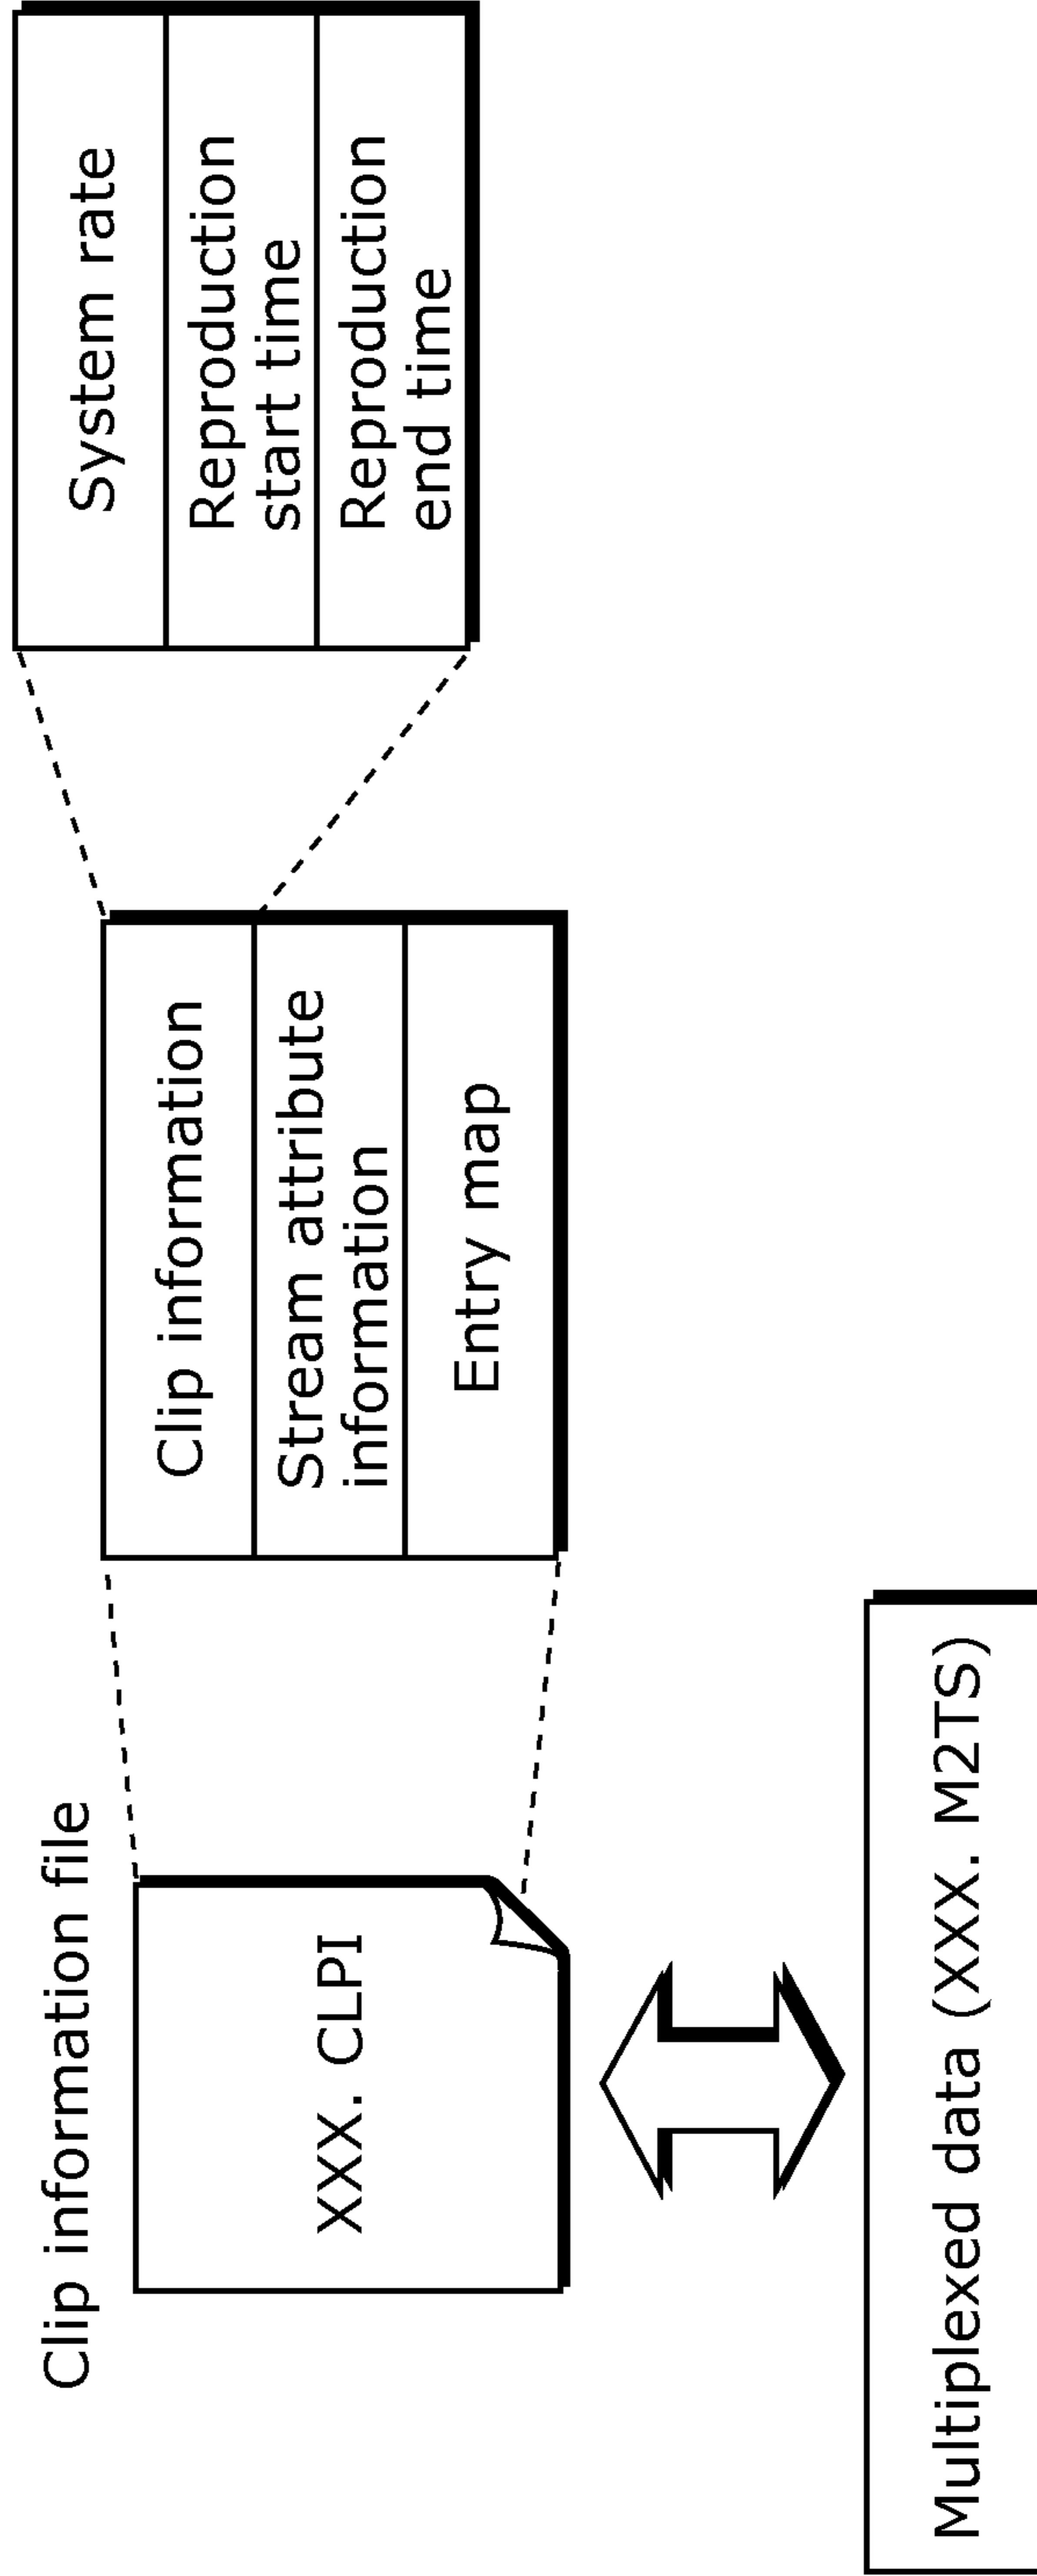 Clip information file
XXX. CLPI
Clip information
Stream attribute
information
Entry map
System rate
Reproduction
start time
Reproduction
end time
Multiplexed data (XXX. M2TS)